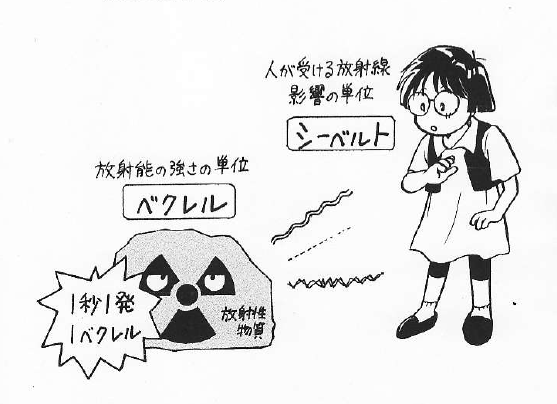 人が受ける放射線
影響の単位
シーベルト
放射能の強さの単位
ベクレル
1秒1発
1ベクレル
放射性
物質